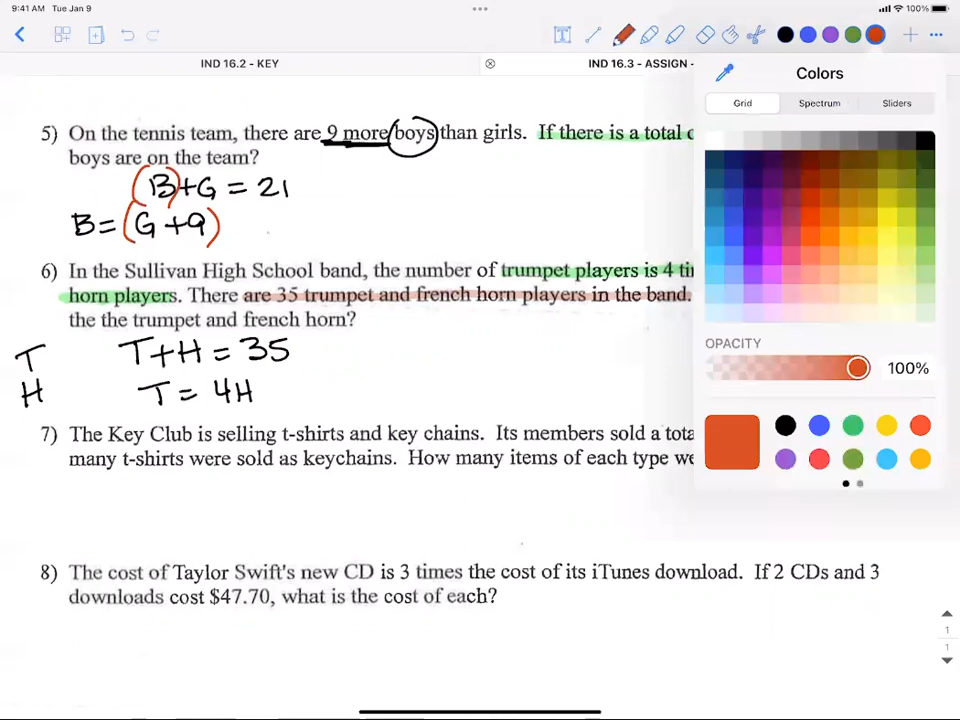 9:41 AM Tue Jan 9
100%
IND 16.2 - KEY
IND 16.3 - ASSIGN -
Colors
Grid Spectrum Sliders
OPACITY
100%
5) On the tennis team, there are 9 more boys than girls. If there is a total
boys are on the team?
B+G = 21
B = (G+9)
6) In the Sullivan High School band, the number of trumpet players is 4
horn players. There are 35 trumpet and french horn players in the band.
the the trumpet and french horn?
T T+H = 35
H T = 4H
7) The Key Club is selling t-shirts and key chains. Its members sold a
many t-shirts were sold as keychains. How many items of each type
8) The cost of Taylor Swift's new CD is 3 times the cost of its iTunes download. If 2 CDs and 3
downloads cost $47.70, what is the cost of each?
1
1